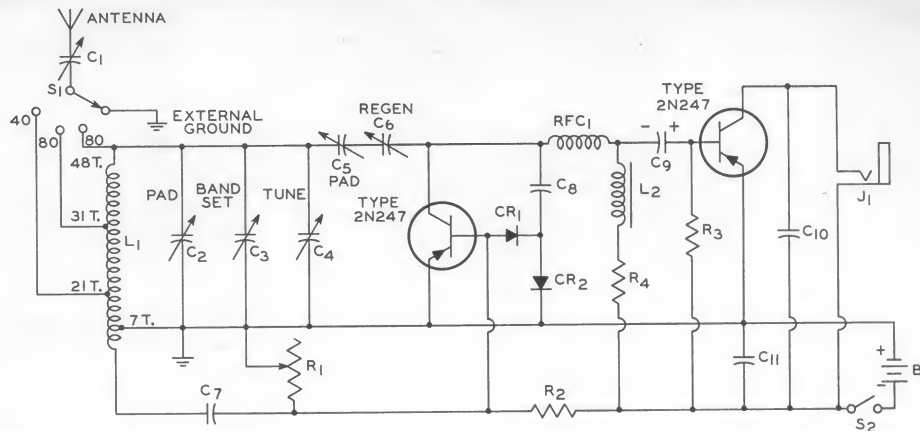 ANTENNA
C1
S1
EXTERNAL
GROUND
40
80
80
48T.
31T.
21T.
7T.
L1
PAD
C2
BAND
SET
C3
TUNE
C4
C5
PAD
REGEN
C6
TYPE
2N247
CR1
CR2
C8
RFC1
L2
R4
C9
- +
R3
TYPE
2N247
C10
J1
C11
+
B
-
S2
R1
C7
R2